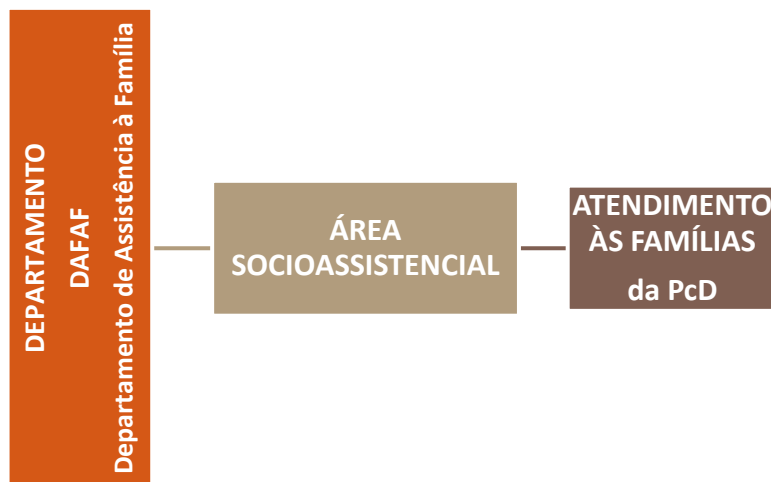 DEPARTAMENTO
DAFAF
Departamento de Assistência à Família
ÁREA
SOCIOASSISTENCIAL
ATENDIMENTO
ÀS FAMÍLIAS
da PcD